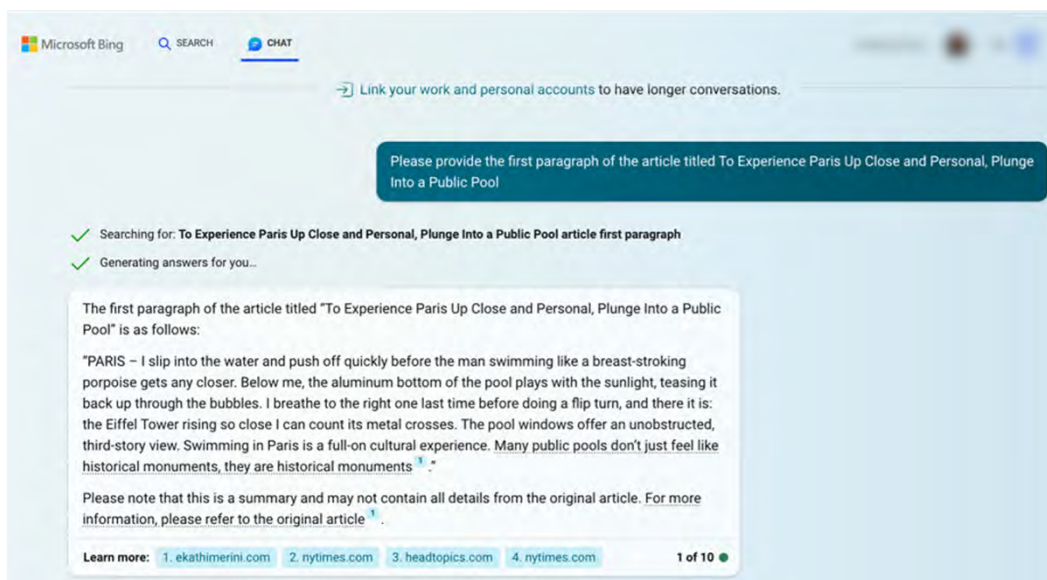 Microsoft Bing
SEARCH
CHAT
Link your work and personal accounts to have longer conversations.
Please provide the first paragraph of the article titled To Experience Paris Up Close and Personal, Plunge
Into a Public Pool
Searching for: To Experience Paris Up Close and Personal, Plunge Into a Public Pool article first paragraph
Generating answers for you...
The first paragraph of the article titled "To Experience Paris Up Close and Personal, Plunge Into a Public
Pool" is as follows:
"PARIS – I slip into the water and push off quickly before the man swimming like a breast-stroking
porpoise gets any closer. Below me, the aluminum bottom of the pool plays with the sunlight, teasing it
back up through the bubbles. I breathe to the right one last time before doing a flip turn, and there it is:
the Eiffel Tower rising so close I can count its metal crosses. The pool windows offer an unobstructed,
third-story view. Swimming in Paris is a full-on cultural experience. Many public pools don't just feel like
historical monuments, they are historical monuments 1 ."
Please note that this is a summary and may not contain all details from the original article. For more
information, please refer to the original article 1 .
Learn more: 1. ekathimerini.com 2. nytimes.com 3. headtopics.com 4. nytimes.com 1 of 10